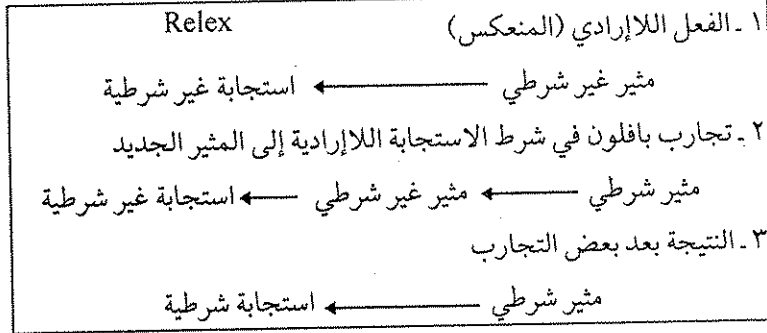 ١ ـ الفعل اللاإرادي (المنعكس) Relex
مثير غير شرطي ← استجابة غير شرطية
٢ ـ تجارب بافلون في شرط الاستجابة اللاإرادية إلى المثير الجديد
مثير شرطي ← مثير غير شرطي ← استجابة غير شرطية
٣ ـ النتيجة بعد بعض التجارب
مثير شرطي ← استجابة شرطية